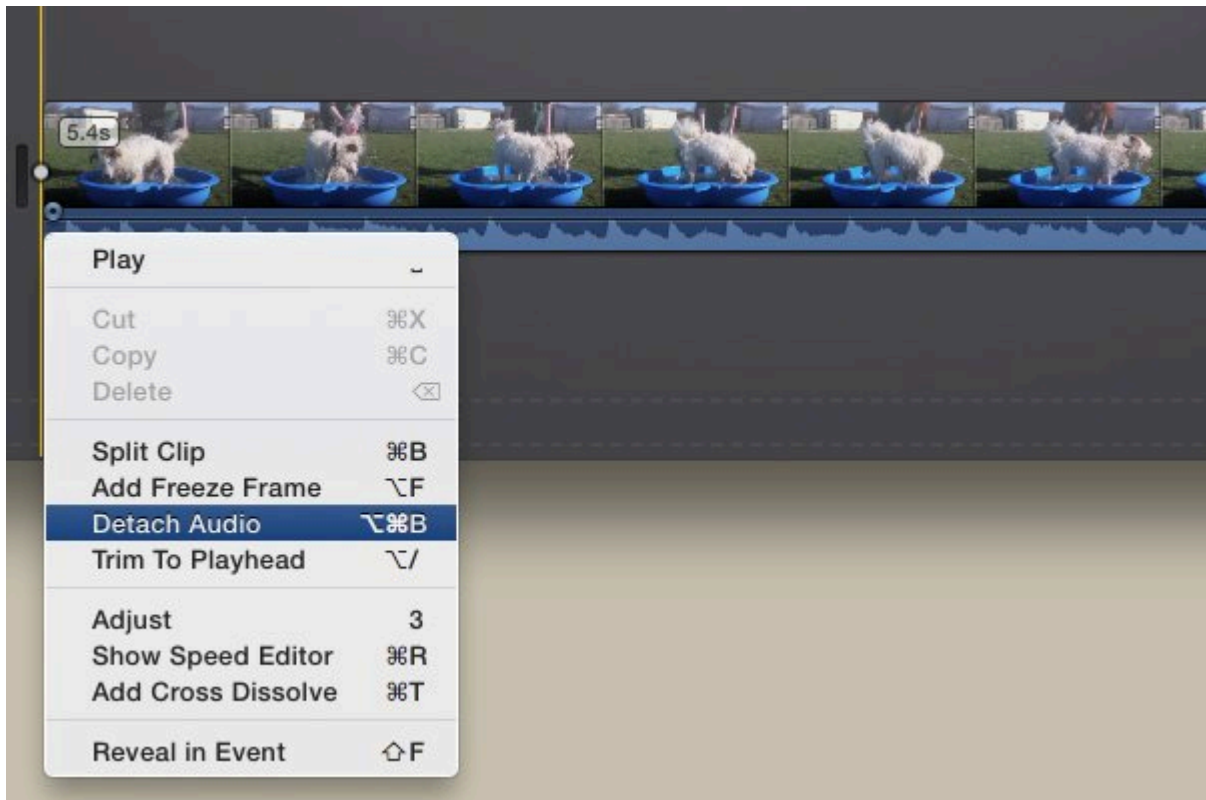 5.4s
Play ⎵
Cut ⌘X
Copy ⌘C
Delete ⌫
Split Clip ⌘B
Add Freeze Frame ⌥F
Detach Audio ⌥⌘B
Trim To Playhead ⌥/
Adjust 3
Show Speed Editor ⌘R
Add Cross Dissolve ⌘T
Reveal in Event ⇧F